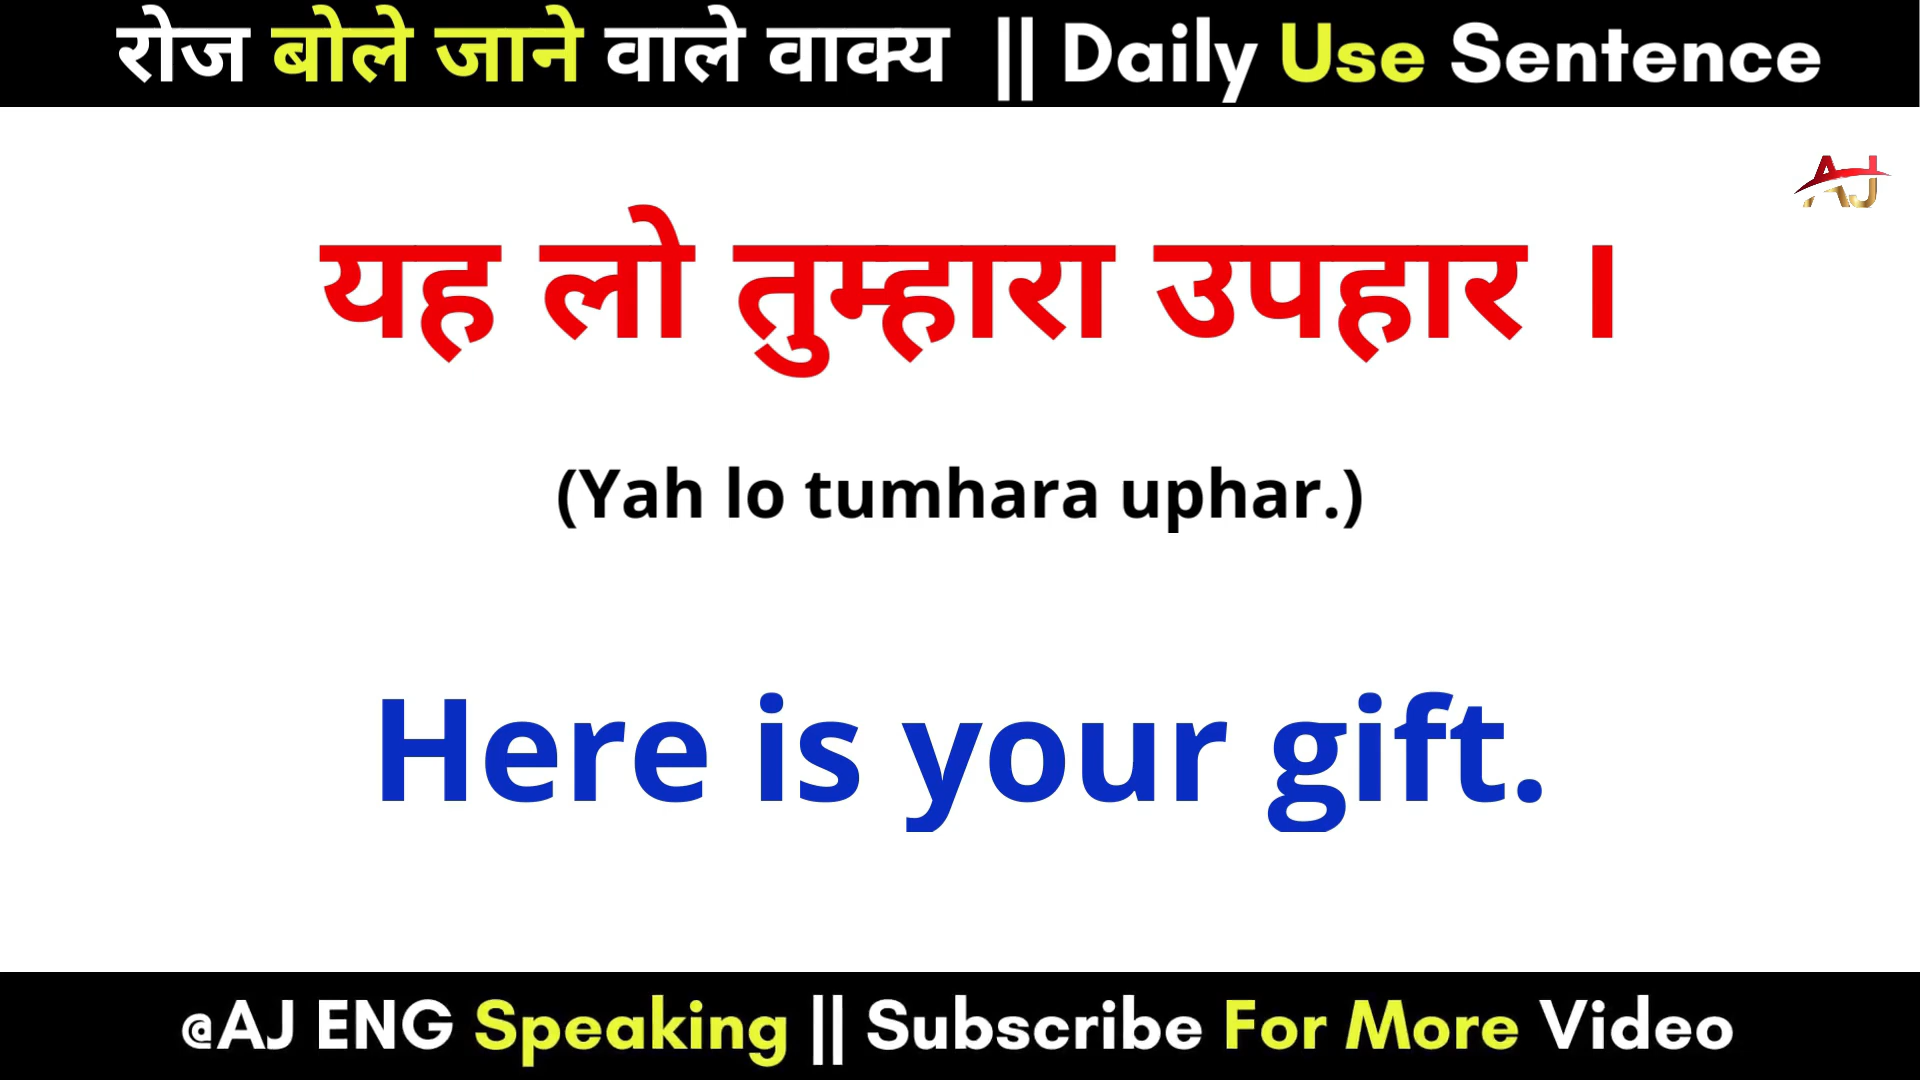 रोज बोले जाने वाले वाक्य || Daily Use Sentence
AJ
यह लो तुम्हारा उपहार ।
(Yah lo tumhara uphar.)
Here is your gift.
@AJ ENG Speaking || Subscribe For More Video